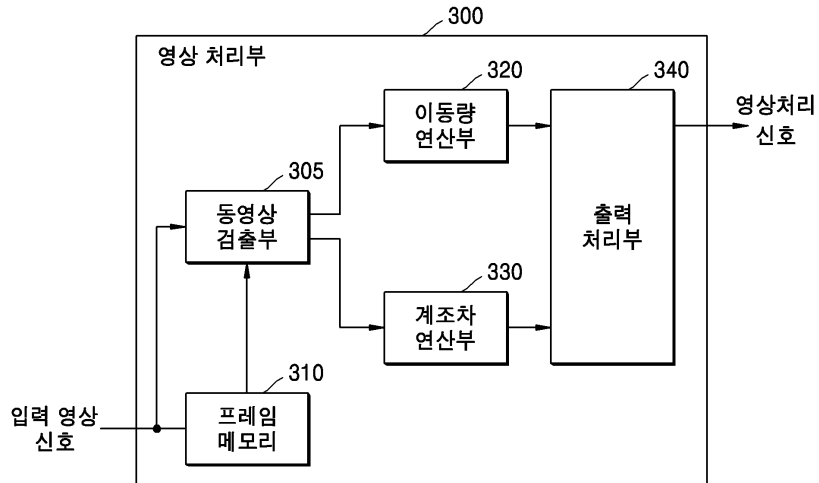 300
영상 처리부
320
이동량
연산부
340
출력
처리부
영상처리
신호
305
동영상
검출부
330
계조차
연산부
310
프레임
메모리
입력 영상
신호